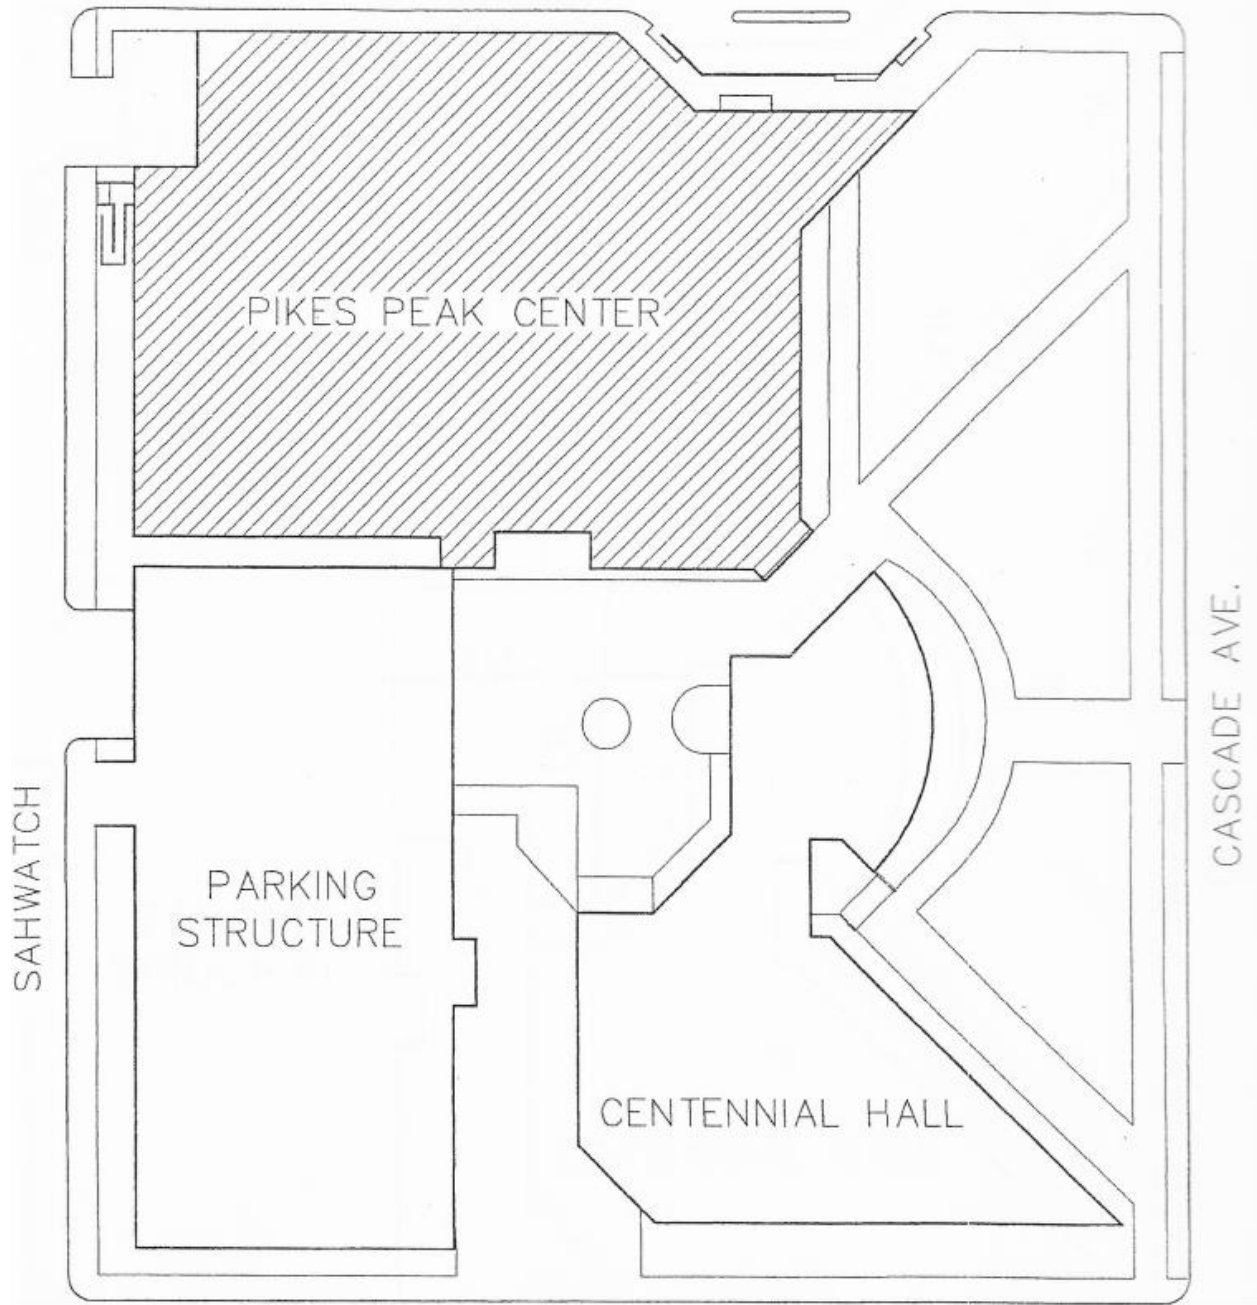 PIKES PEAK CENTER
CASCADE AVE.
SAHWATCH
PARKING
STRUCTURE
CENTENNIAL HALL